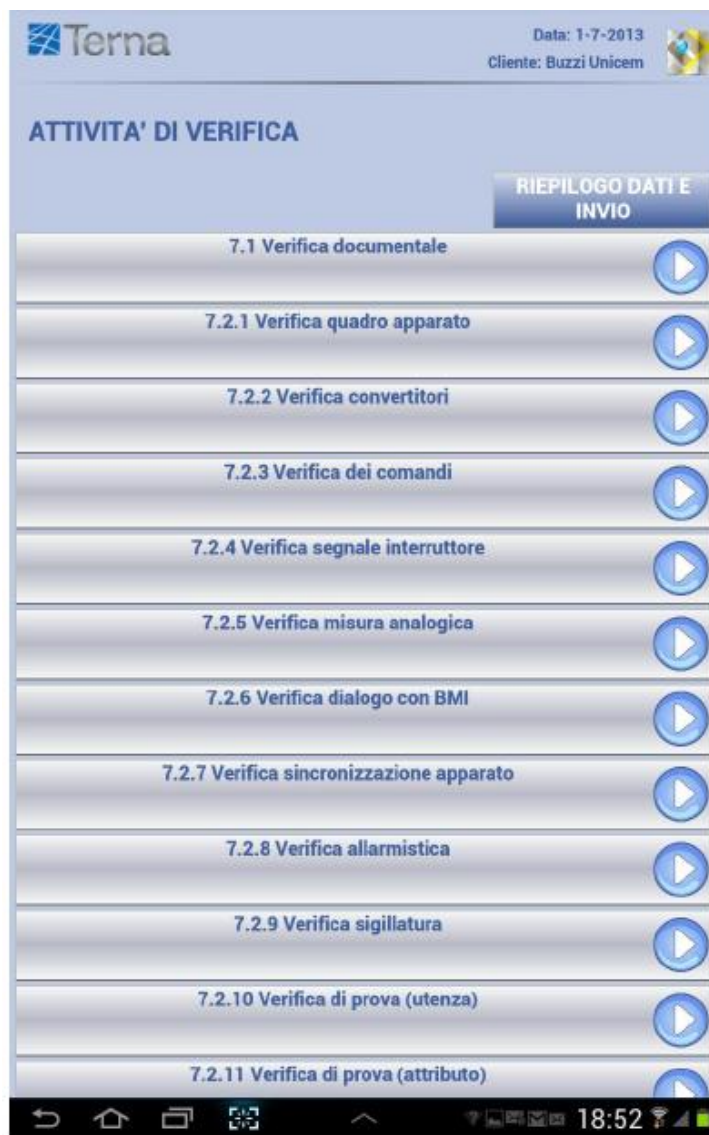 Terna
Data: 1-7-2013
Cliente: Buzzi Unicem
ATTIVITA' DI VERIFICA
RIEPILOGO DATI E
INVIO
7.1 Verifica documentale
7.2.1 Verifica quadro apparato
7.2.2 Verifica convertitori
7.2.3 Verifica dei comandi
7.2.4 Verifica segnale interruttore
7.2.5 Verifica misura analogica
7.2.6 Verifica dialogo con BMI
7.2.7 Verifica sincronizzazione apparato
7.2.8 Verifica allarmistica
7.2.9 Verifica sigillatura
7.2.10 Verifica di prova (utenza)
7.2.11 Verifica di prova (attributo)
18:52